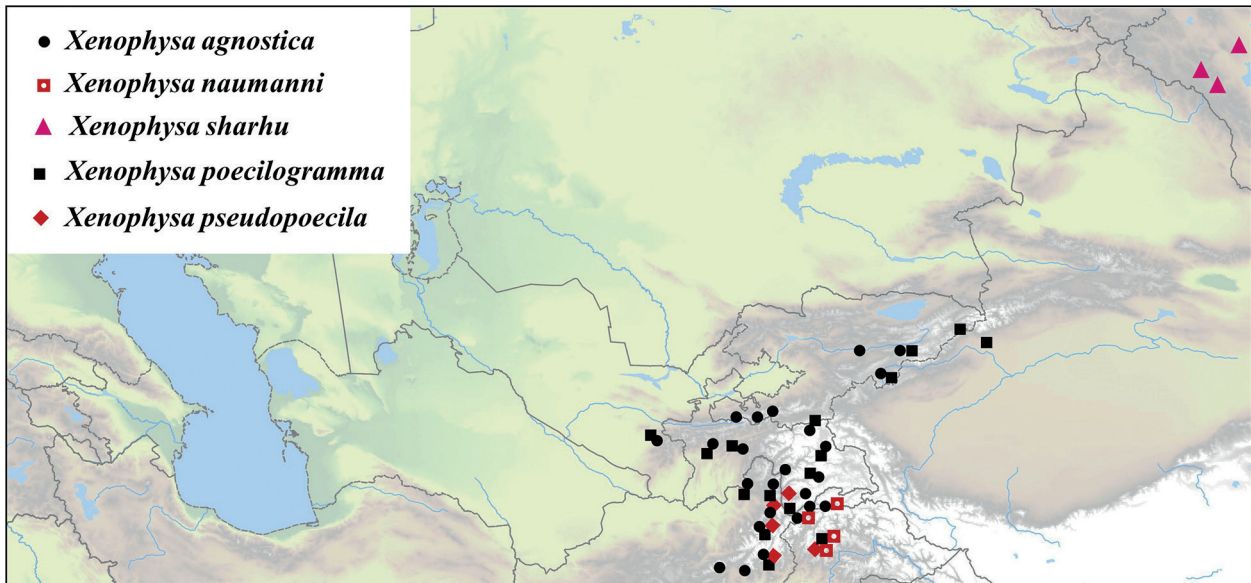 Xenophysa agnostica
Xenophysa naumanni
Xenophysa sharhu
Xenophysa poecilogramma
Xenophysa pseudopoecila